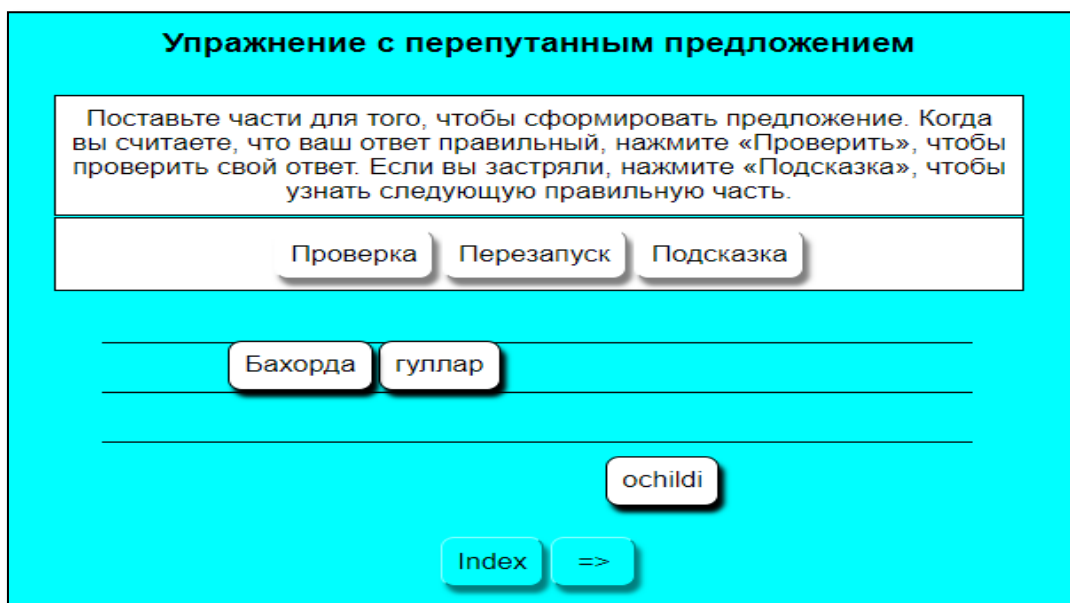 Упражнение с перепутанным предложением
Поставьте части для того, чтобы сформировать предложение. Когда
вы считаете, что ваш ответ правильный, нажмите «Проверить», чтобы
проверить свой ответ. Если вы застряли, нажмите «Подсказка», чтобы
узнать следующую правильную часть.
Проверка Перезапуск Подсказка
Бахорда гуллар
ochildi
Index =>